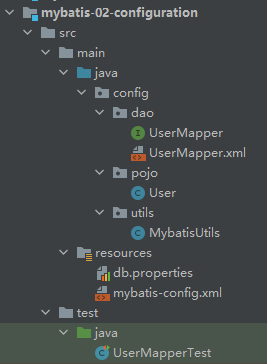 mybatis-02-configuration
src
main
java
config
dao
UserMapper
UserMapper.xml
pojo
User
utils
MybatisUtils
resources
db.properties
mybatis-config.xml
test
java
UserMapperTest